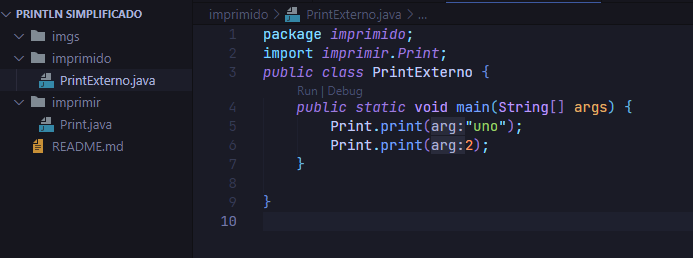 PRINTLN SIMPLIFICADO
imgs
imprimido
PrintExterno.java
imprimir
Print.java
README.md
imprimido > PrintExterno.java > ...
1 package imprimido;
2 import imprimir.Print;
3 public class PrintExterno {
Run | Debug
4 public static void main(String[] args) {
5 Print.print(arg:"uno");
6 Print.print(arg:2);
7 }
8
9 }
10